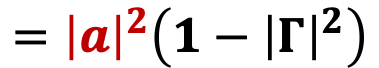 = |a|²(1 − |Γ|²)